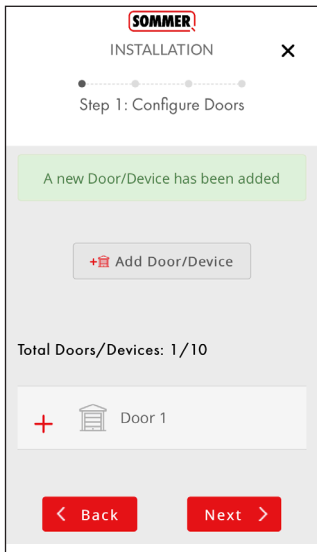 SOMMER
INSTALLATION
Step 1: Configure Doors
A new Door/Device has been added
Add Door/Device
Total Doors/Devices: 1/10
Door 1
Back
Next